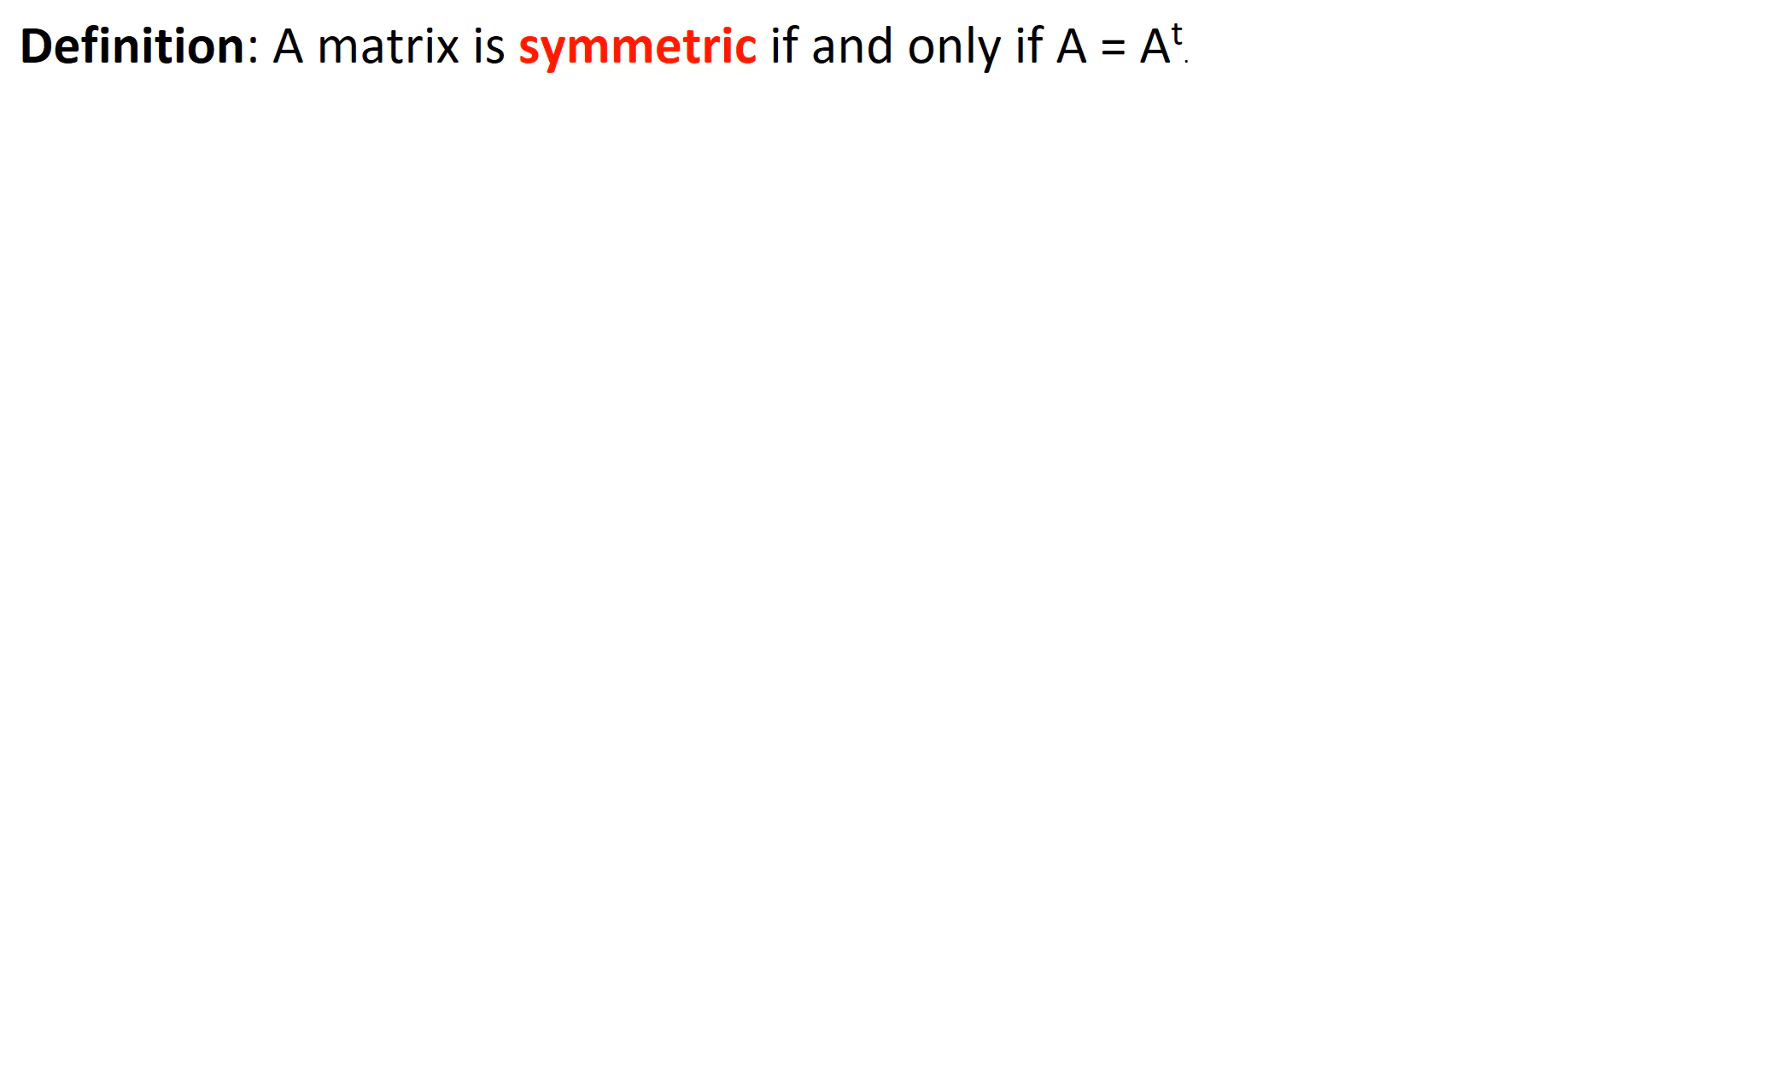 Definition: A matrix is symmetric if and only if A = Aᵗ.